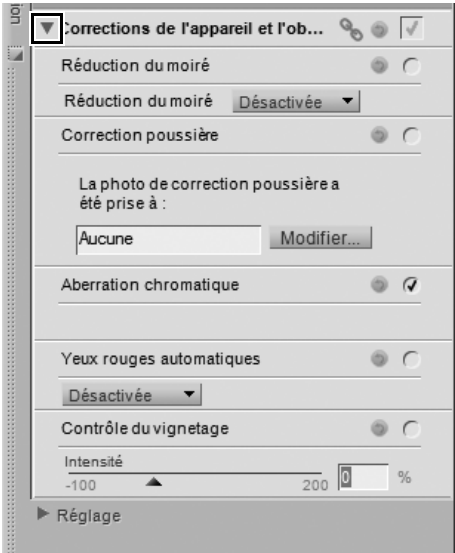 ion
Corrections de l'appareil et l'ob...
Réduction du moiré
Réduction du moiré Désactivée
Correction poussière
La photo de correction poussière a
été prise à :
Aucune Modifier...
Aberration chromatique
Yeux rouges automatiques
Désactivée
Contrôle du vignetage
Intensité
-100 200 0 %
Réglage